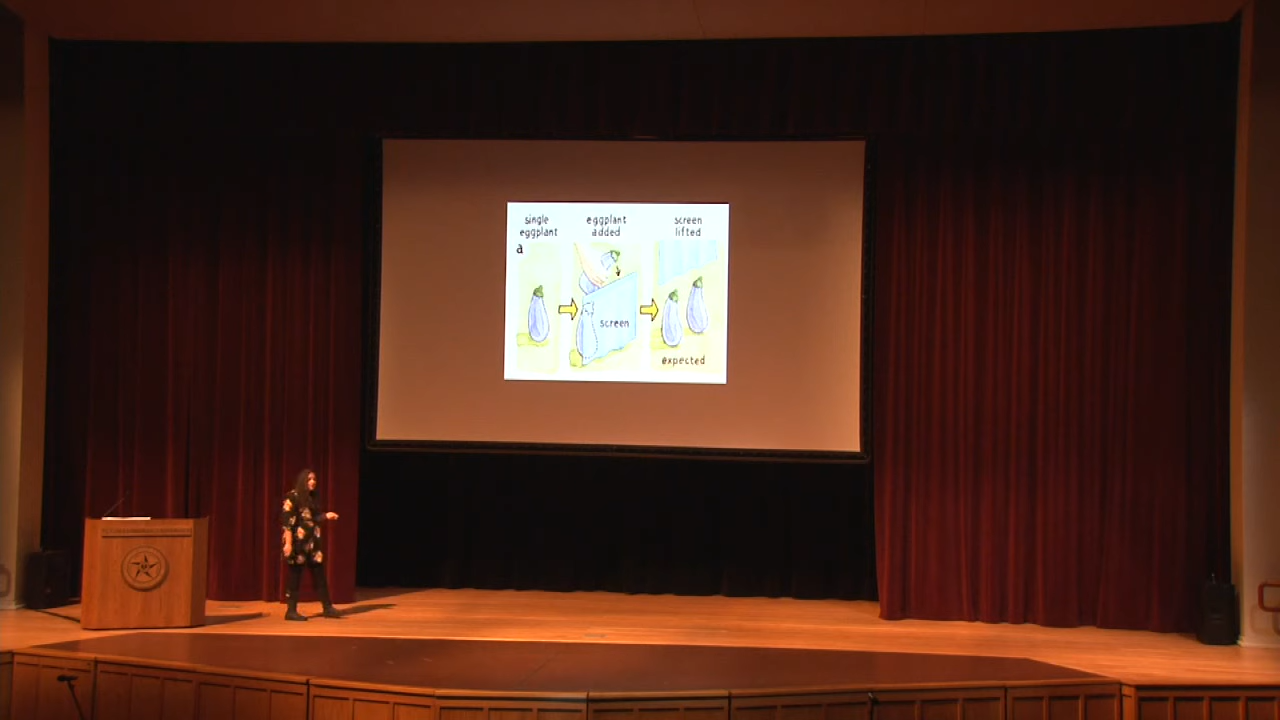 single
eggplant
eggplant
added
screen
lifted
a
screen
expected